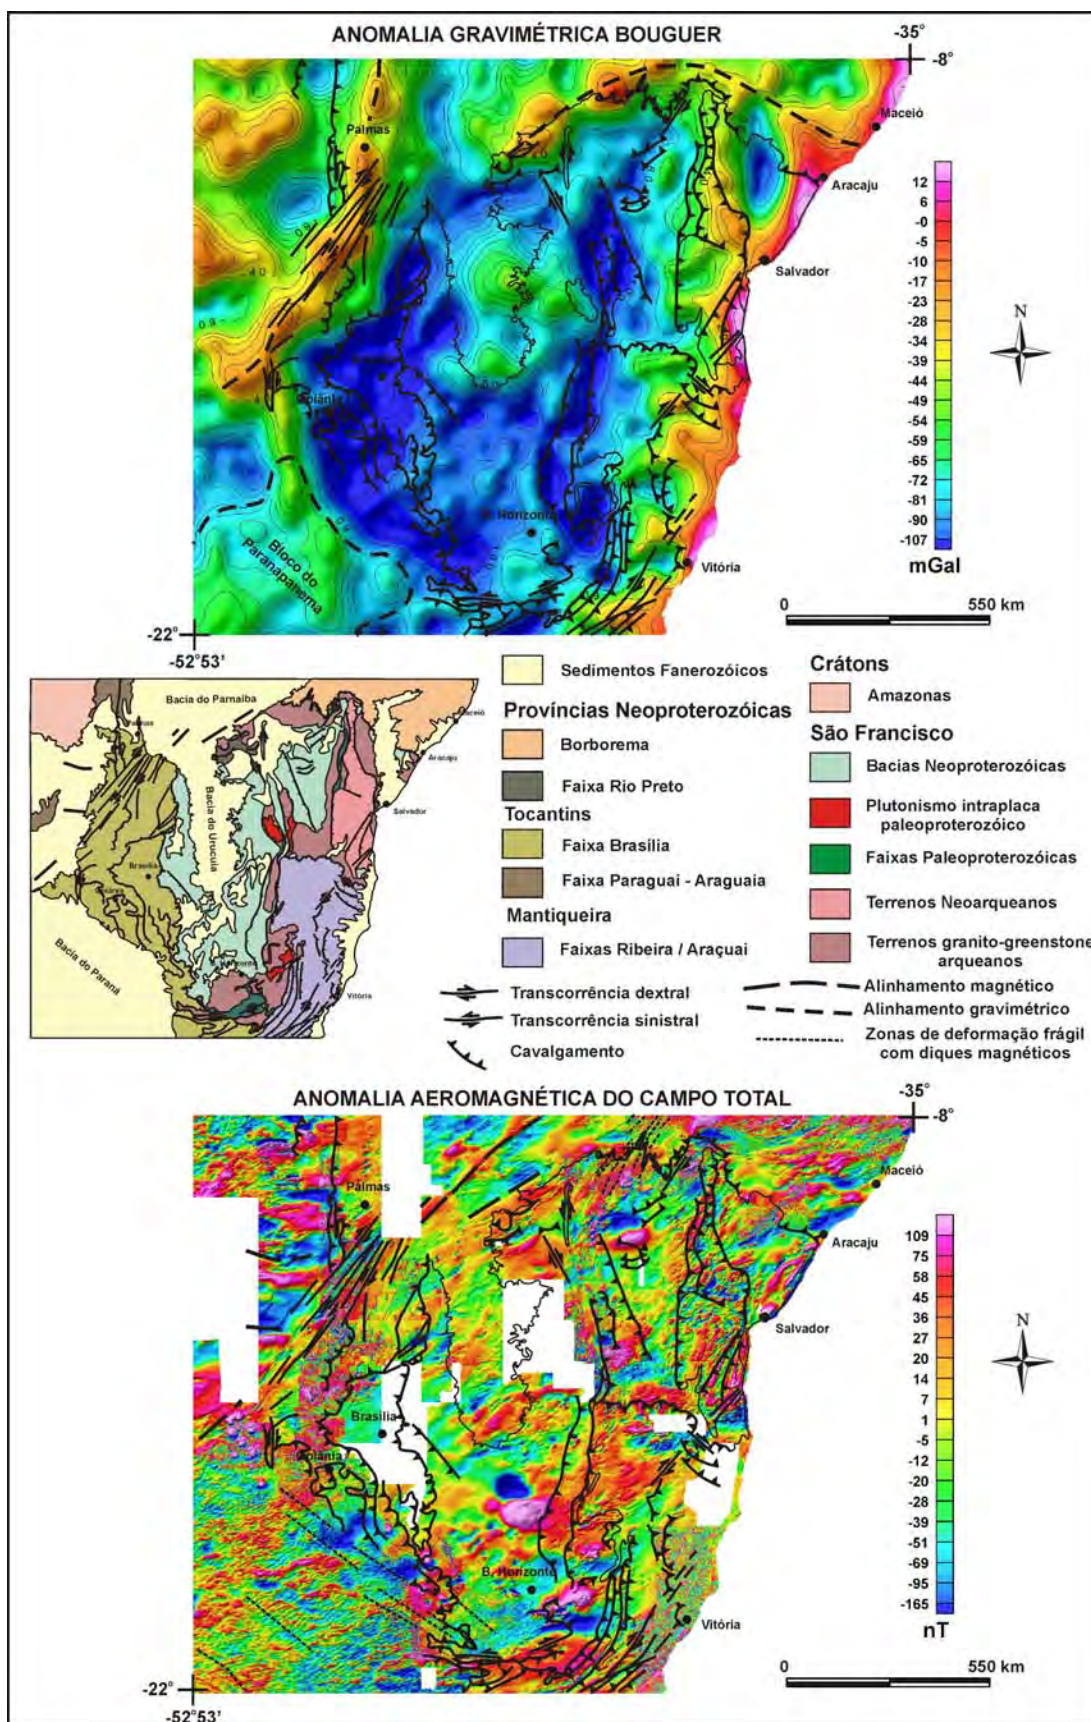 ANOMALIA GRAVIMÉTRICA BOUGUER
-35°
-8°
Maceió
Palmas
Aracaju
Salvador
Goiânia
Horizonte
Vitória
Bloco do
Paranapanema
12
6
-0
-5
-10
-17
-23
-28
-34
-39
-44
-49
-54
-59
-65
-72
-81
-90
-107
mGal
N
0 550 km
-22°
-52°53'
Bacia do Parnaíba
Palmas
Maceió
Aracaju
Bacia do Urucuia
Salvador
Brasília
Goiânia
Bacia do Paraná
Vitória
Sedimentos Fanerozóicos
Províncias Neoproterozóicas
Borborema
Faixa Rio Preto
Tocantins
Faixa Brasília
Faixa Paraguai - Araguaia
Mantiqueira
Faixas Ribeira / Araçuai
Transcorrência dextral
Transcorrência sinistral
Cavalgamento
Crátons
Amazonas
São Francisco
Bacias Neoproterozóicas
Plutonismo intraplaca
paleoproterozóico
Faixas Paleoproterozóicas
Terrenos Neoarqueanos
Terrenos granito-greenstone
arqueanos
Alinhamento magnético
Alinhamento gravimétrico
Zonas de deformação frágil
com diques magnéticos
ANOMALIA AEROMAGNÉTICA DO CAMPO TOTAL
-35°
-8°
Maceió
Palmas
Aracaju
Salvador
Brasília
Goiânia
B. Horizonte
Vitória
109
75
58
45
36
27
20
14
7
1
-5
-12
-20
-28
-39
-51
-69
-95
-165
nT
N
0 550 km
-22°
-52°53'